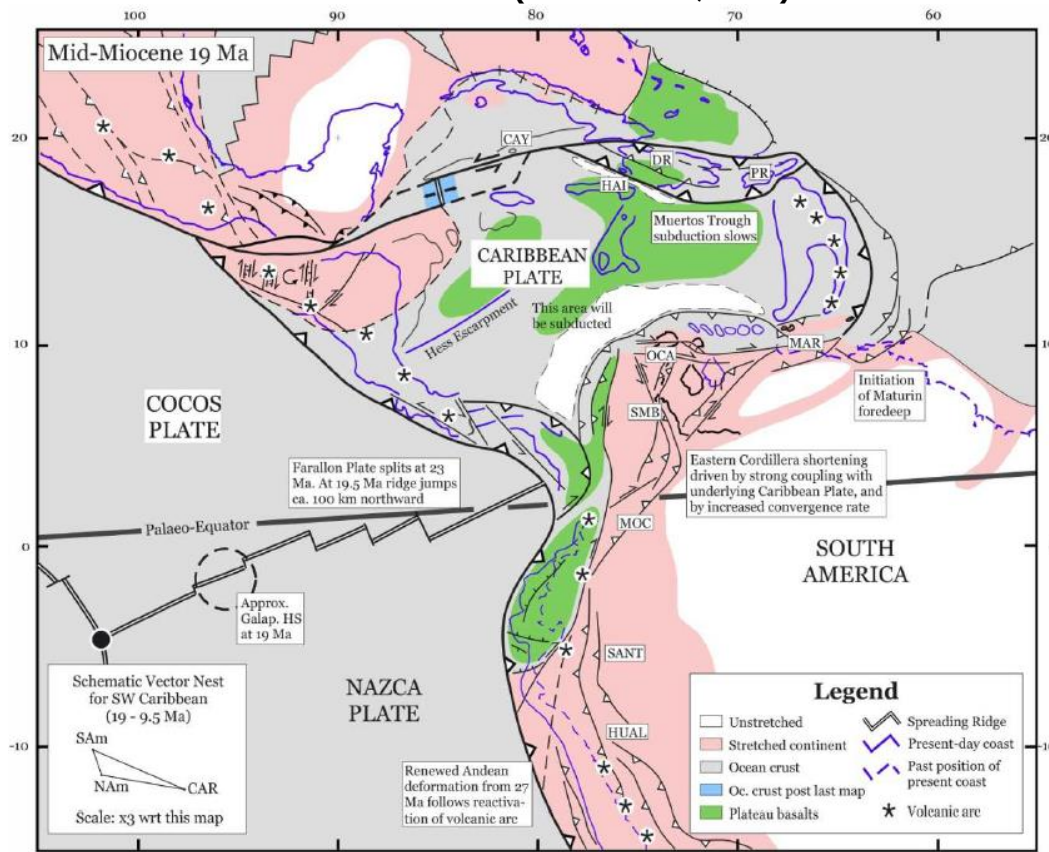 100
90
80
70
60
Mid-Miocene 19 Ma
20
20
10
10
0
0
-10
-10
CAY
DR
PR
HAI
Muertos Trough
subduction slows
CARIBBEAN
PLATE
This area will
be subducted
Hess Escarpment
OCA
MAR
SMB
Initiation
of Maturin
foredeep
COCOS
PLATE
Farallon Plate splits at 23
Ma. At 19.5 Ma ridge jumps
ca. 100 km northward
Eastern Cordillera shortening
driven by strong coupling with
underlying Caribbean Plate, and
by increased convergence rate
Palaeo-Equator
MOC
SOUTH
AMERICA
Approx.
Galap. HS
at 19 Ma
SANT
Schematic Vector Nest
for SW Caribbean
(19 - 9.5 Ma)
SAm
NAm
CAR
Scale: x3 wrt this map
NAZCA
PLATE
HUAL
Renewed Andean
deformation from 27
Ma follows reactiva-
tion of volcanic arc
Legend
Unstretched
Stretched continent
Ocean crust
Oc. crust post last map
Plateau basalts
Spreading Ridge
Present-day coast
Past position of
present coast
Volcanic arc